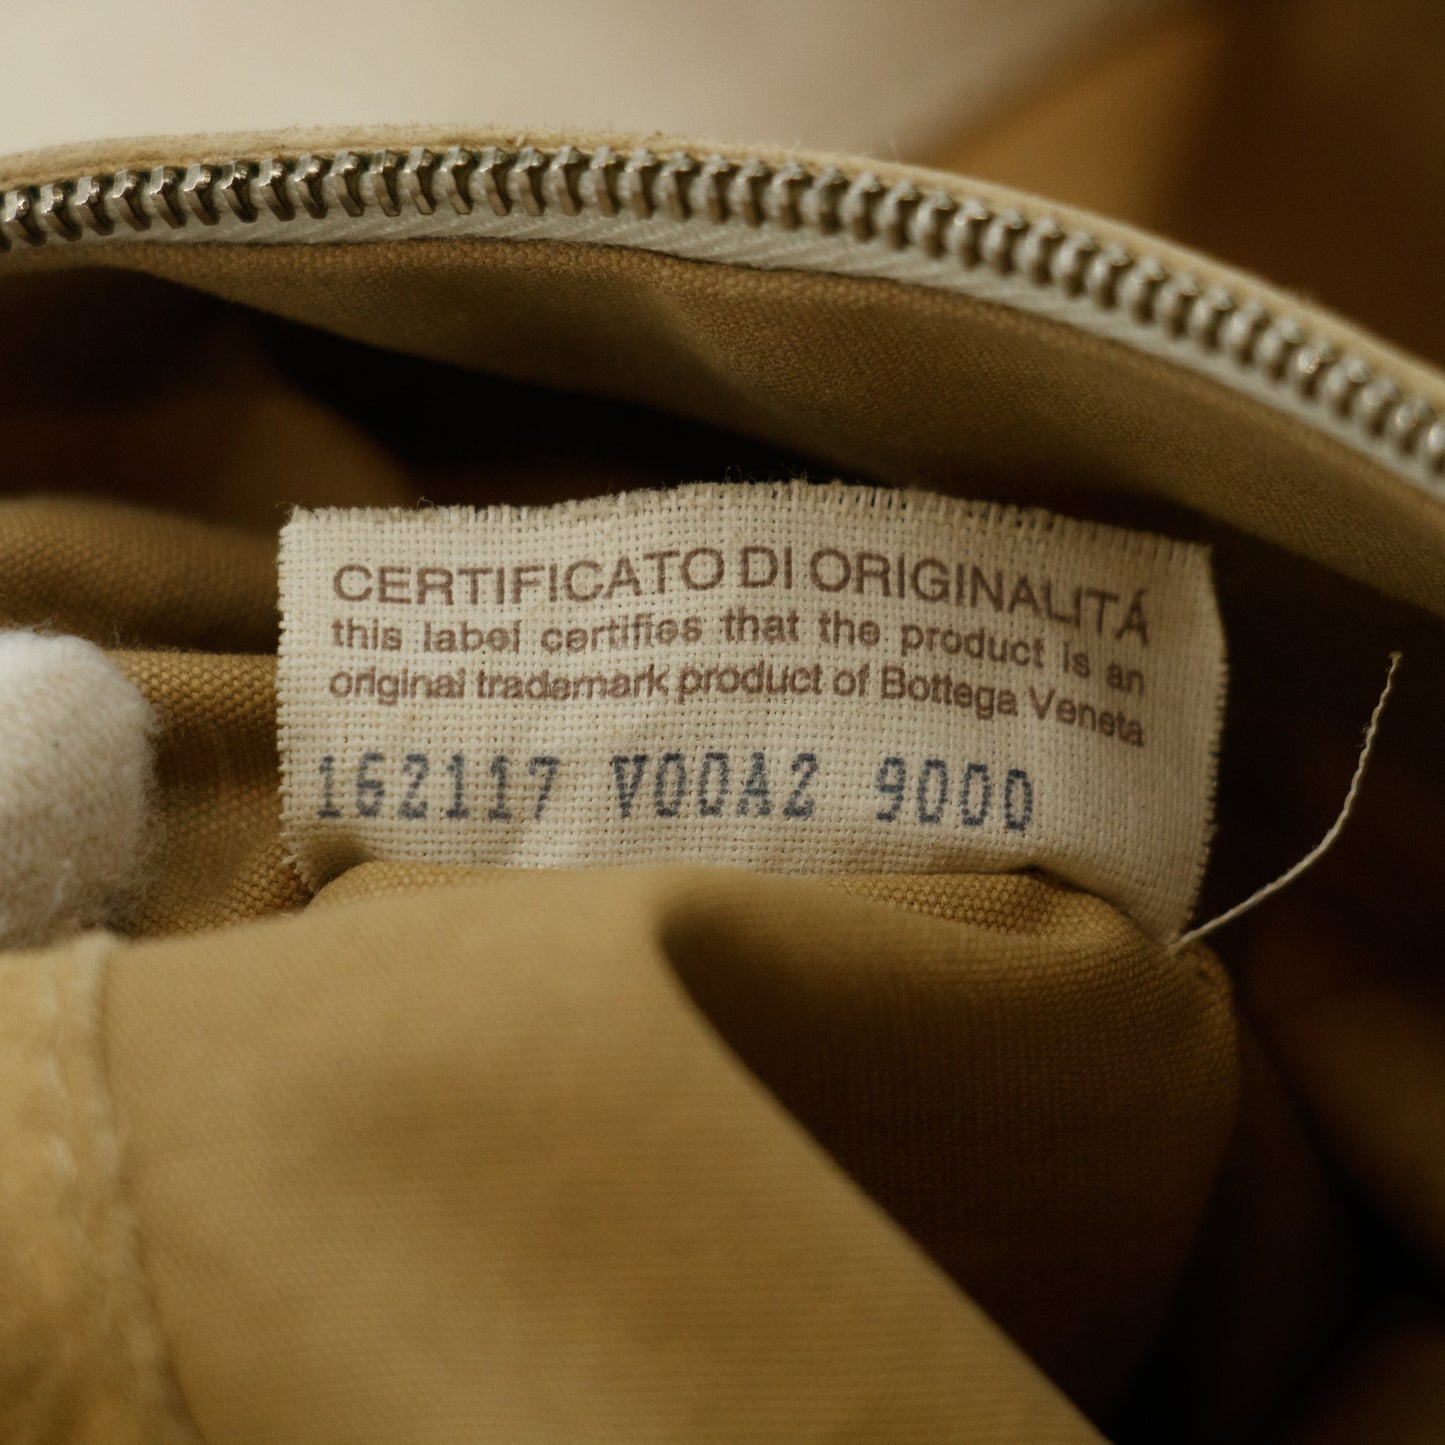 CERTIFICATO DI ORIGINALITÁ
this label certifies that the product is an
original trademark product of Bottega Veneta
162117 V00A2 9000